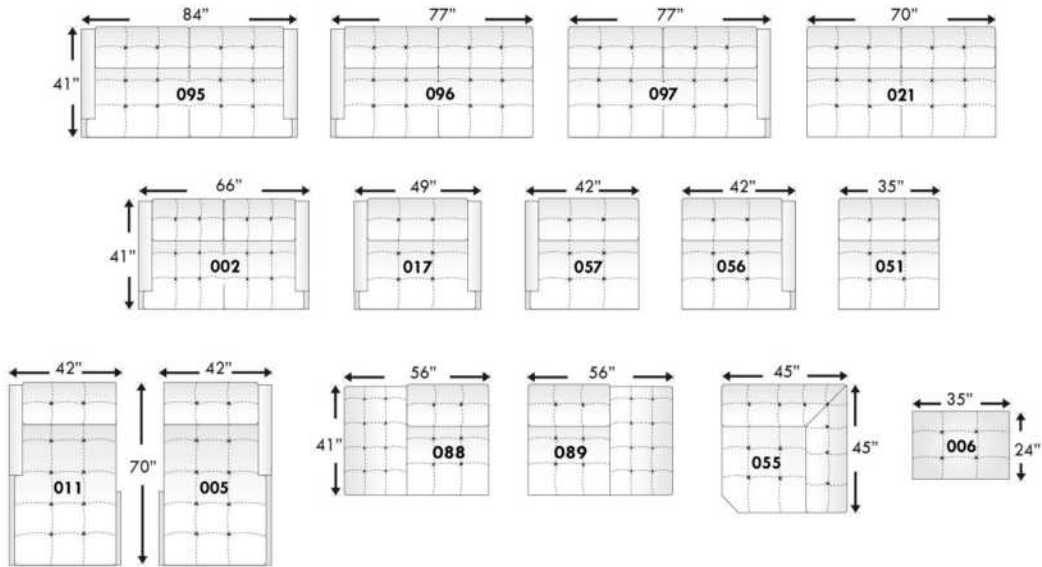 84” 77” 77” 70”
41” 095 096 097 021
66” 49” 42” 42” 35”
41” 002 017 057 056 051
42” 42” 56” 56” 45” 35”
41” 088 089 055 45” 006 24”
011 70” 005